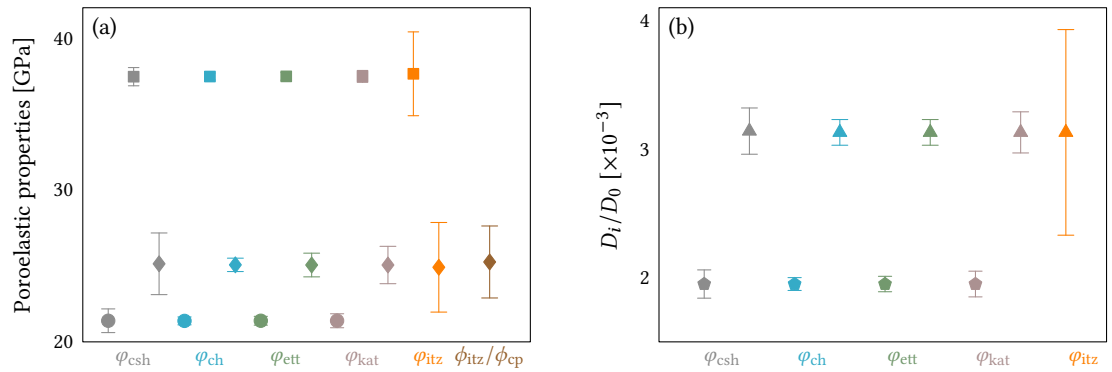 (a)
Poroelastic properties [GPa]
40
30
20
φcsh φch φett φkat φitz ϕitz/ϕcp
(b)
Di/D0 [×10−3]
4
3
2
φcsh φch φett φkat φitz